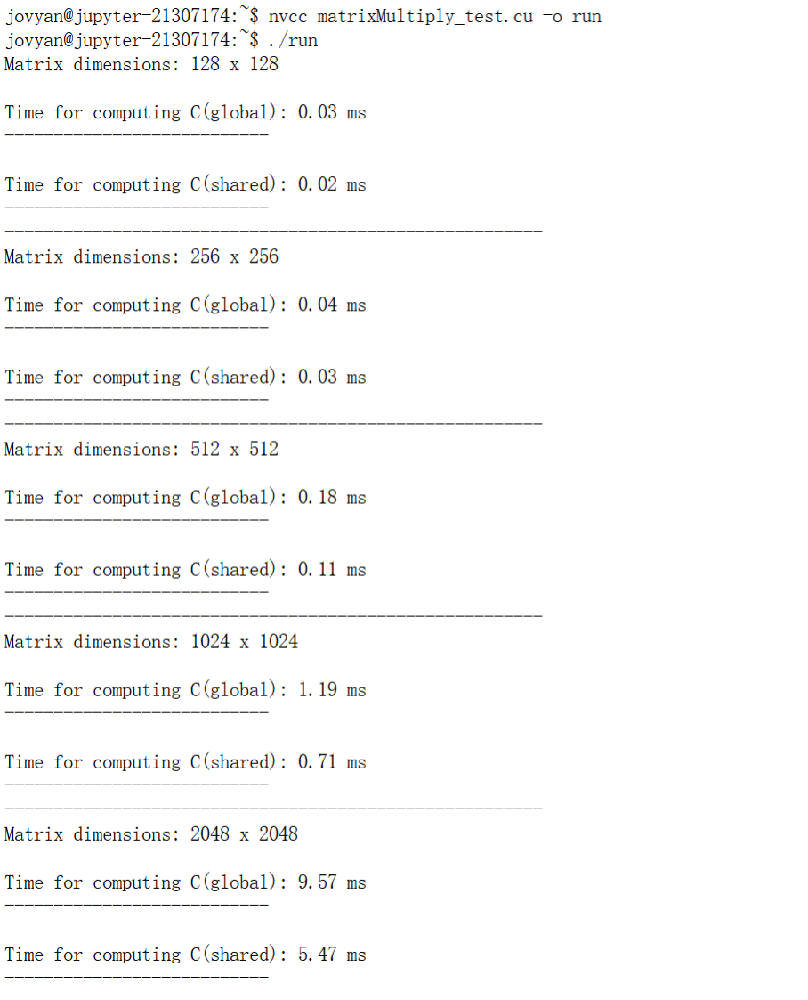 jovyan@jupyter-21307174:~$ nvcc matrixMultiply_test.cu -o run
jovyan@jupyter-21307174:~$ ./run
Matrix dimensions: 128 x 128
Time for computing C(global): 0.03 ms
---------------------------
Time for computing C(shared): 0.02 ms
---------------------------
-------------------------------------------------------
Matrix dimensions: 256 x 256
Time for computing C(global): 0.04 ms
---------------------------
Time for computing C(shared): 0.03 ms
---------------------------
-------------------------------------------------------
Matrix dimensions: 512 x 512
Time for computing C(global): 0.18 ms
---------------------------
Time for computing C(shared): 0.11 ms
---------------------------
-------------------------------------------------------
Matrix dimensions: 1024 x 1024
Time for computing C(global): 1.19 ms
---------------------------
Time for computing C(shared): 0.71 ms
---------------------------
-------------------------------------------------------
Matrix dimensions: 2048 x 2048
Time for computing C(global): 9.57 ms
---------------------------
Time for computing C(shared): 5.47 ms
---------------------------